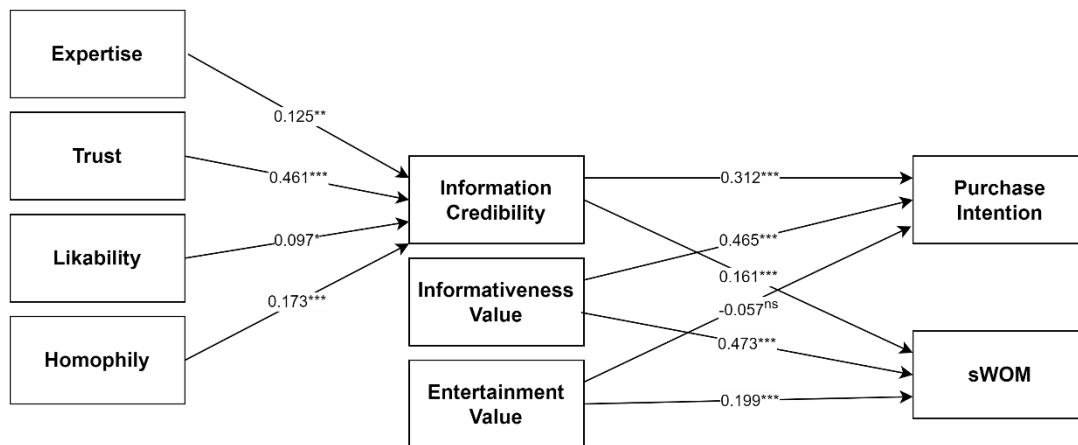 Expertise
0.125**
Trust
0.461***
Likability
0.097*
Homophily
0.173***
Information
Credibility
Informativeness
Value
Entertainment
Value
0.312***
0.465***
0.161***
-0.057ns
0.473***
0.199***
Purchase
Intention
sWOM